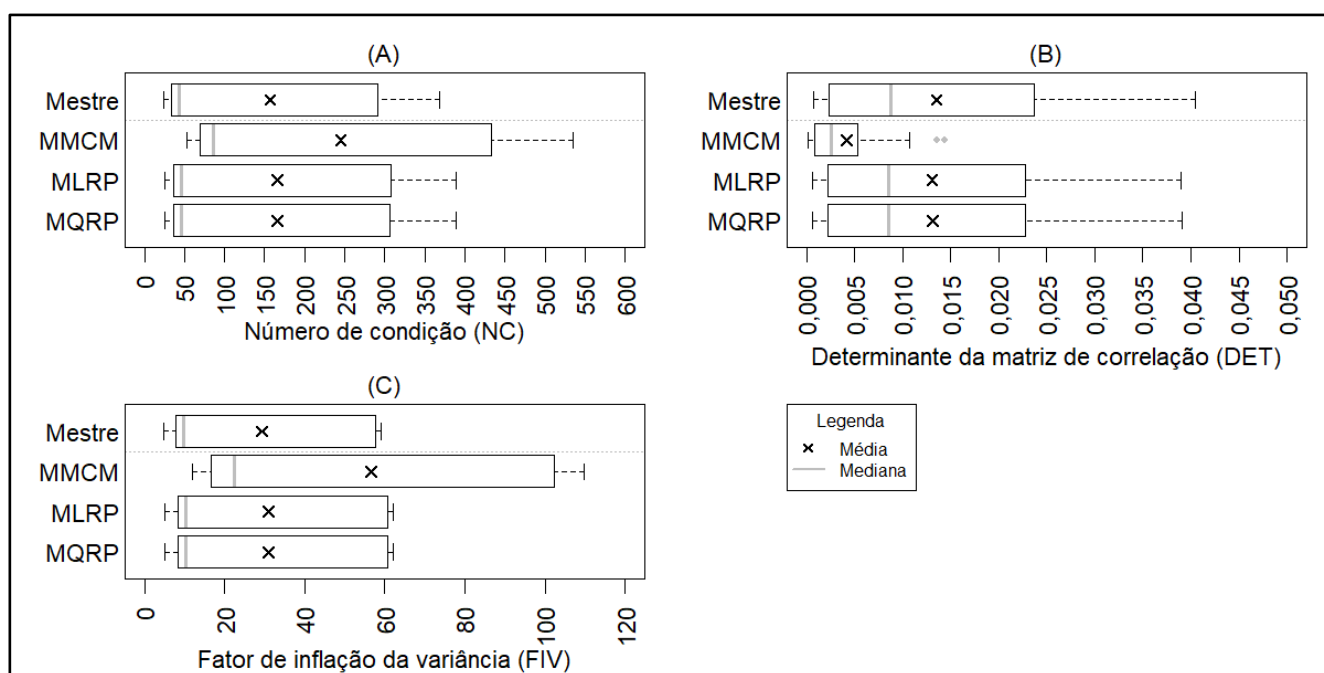 (A)
Mestre
MMCM
MLRP
MQRP
0 50 100 150 200 250 300 350 400 450 500 550 600
Número de condição (NC)
(B)
Mestre
MMCM
MLRP
MQRP
0,000 0,005 0,010 0,015 0,020 0,025 0,030 0,035 0,040 0,045 0,050
Determinante da matriz de correlação (DET)
(C)
Mestre
MMCM
MLRP
MQRP
0 20 40 60 80 100 120
Fator de inflação da variância (FIV)
Legenda
Média
Mediana